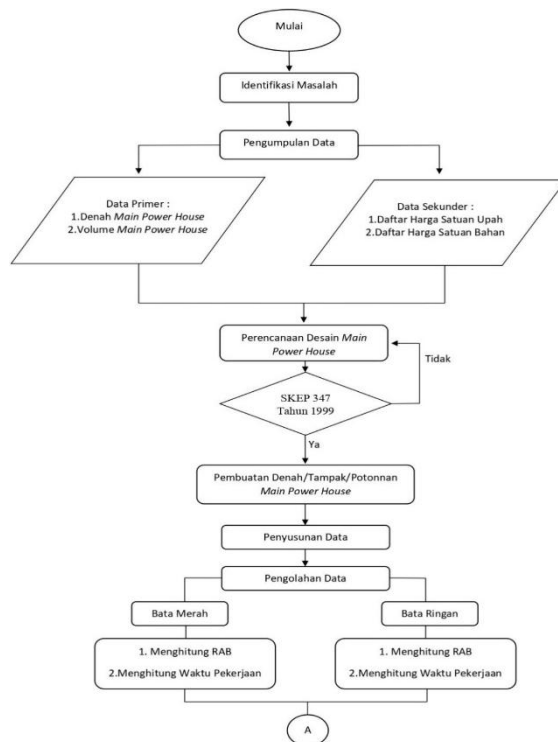 Mulai
Identifikasi Masalah
Pengumpulan Data
Data Primer :
1.Denah Main Power House
2.Volume Main Power House
Data Sekunder :
1.Daftar Harga Satuan Upah
2.Daftar Harga Satuan Bahan
Perencanaan Desain Main
Power House
Tidak
SKEP 347
Tahun 1999
Ya
Pembuatan Denah/Tampak/Potonnan
Main Power House
Penyusunan Data
Pengolahan Data
Bata Merah
Bata Ringan
1. Menghitung RAB
2.Menghitung Waktu Pekerjaan
1. Menghitung RAB
2.Menghitung Waktu Pekerjaan
A